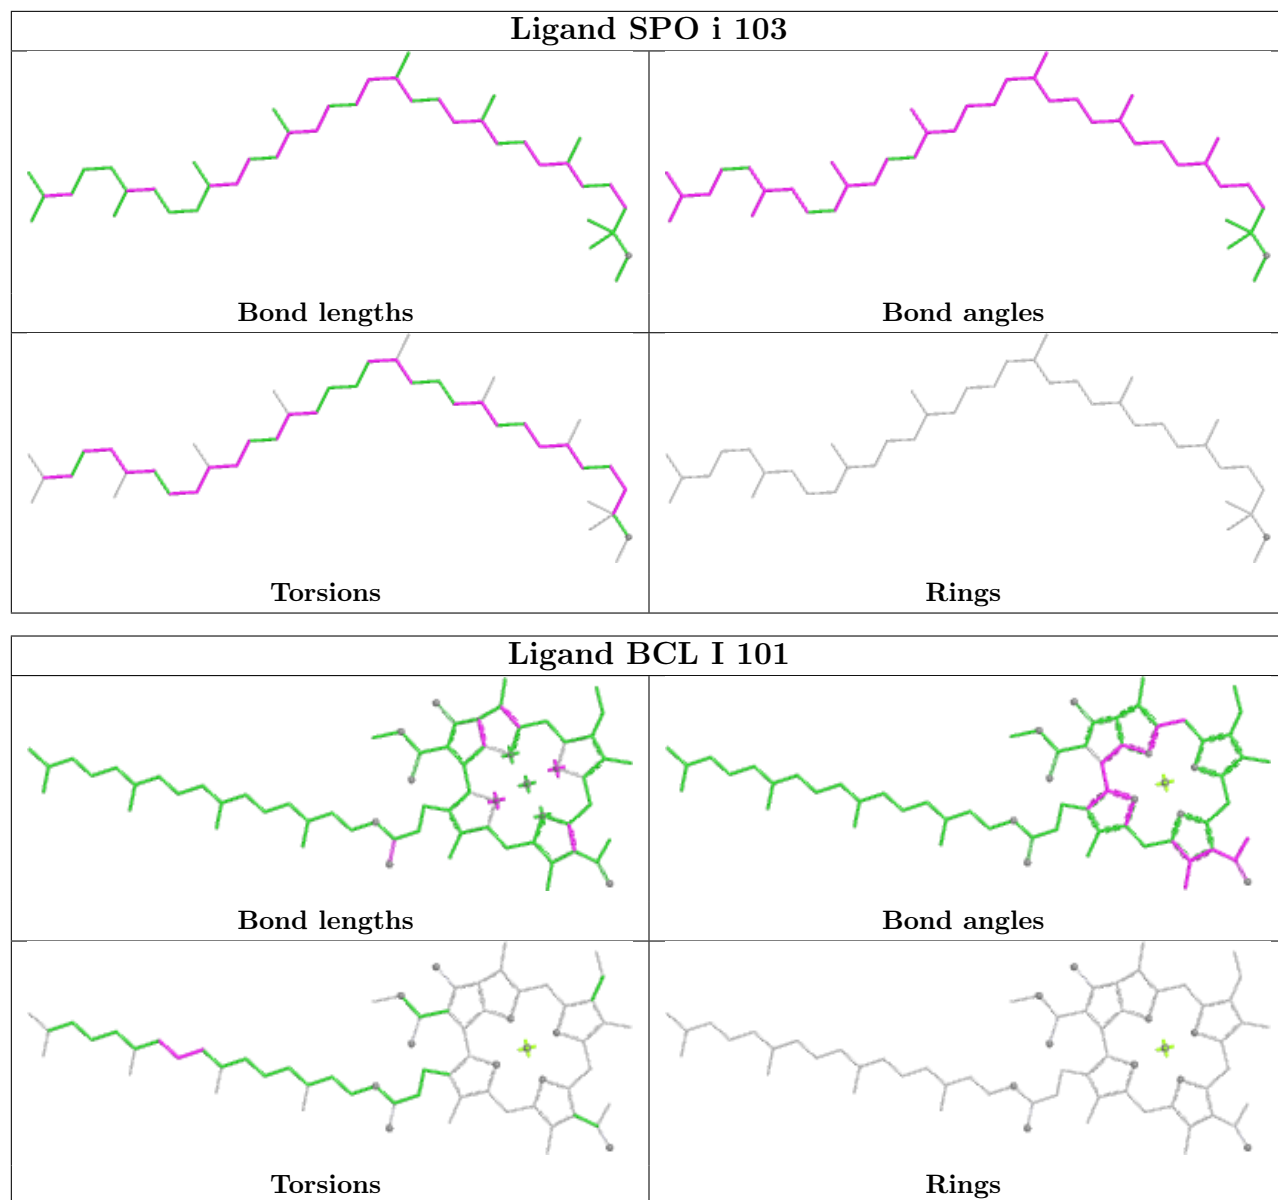 Ligand SPO i 103
Bond lengths
Bond angles
Torsions
Rings
Ligand BCL I 101
Bond lengths
Bond angles
Torsions
Rings